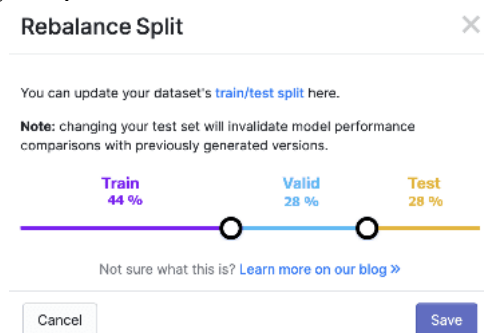 Rebalance Split
You can update your dataset's train/test split here.
Note: changing your test set will invalidate model performance
comparisons with previously generated versions.
Train Valid Test
44 % 28 % 28 %
Not sure what this is? Learn more on our blog »
Cancel Save